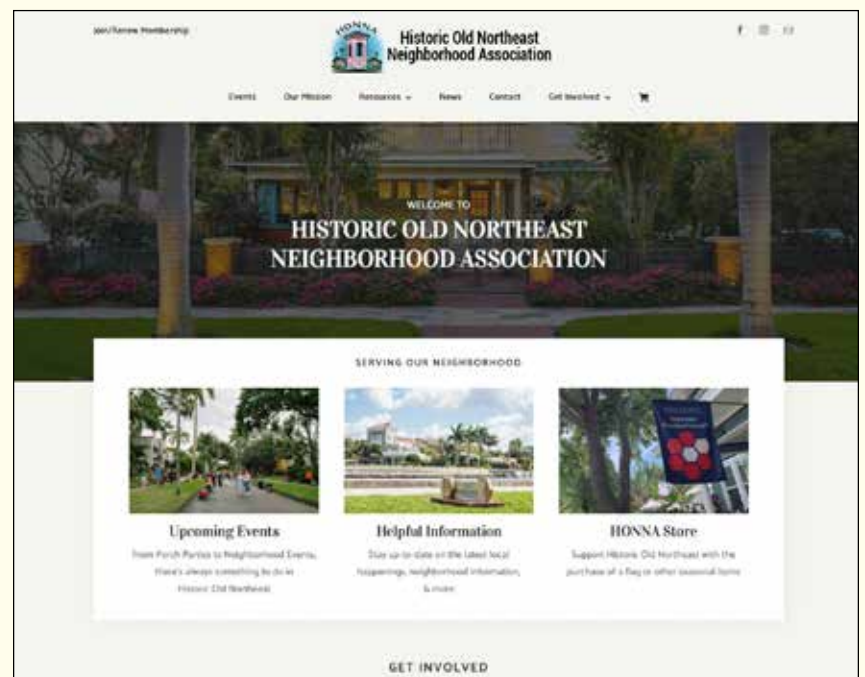 Join/Renew Membership
HONNA
Historic Old Northeast
Neighborhood Association
Events Our Mission Resources News Contact Get Involved
WELCOME TO
HISTORIC OLD NORTHEAST
NEIGHBORHOOD ASSOCIATION
SERVING OUR NEIGHBORHOOD
Upcoming Events
From Porch Parties to Neighborhood Events,
there's always something to do in
Historic Old Northeast
Helpful Information
Stay up-to-date on the latest local
happenings, neighborhood information,
& more
HONNA Store
Support Historic Old Northeast with the
purchase of a flag or other seasonal items
GET INVOLVED